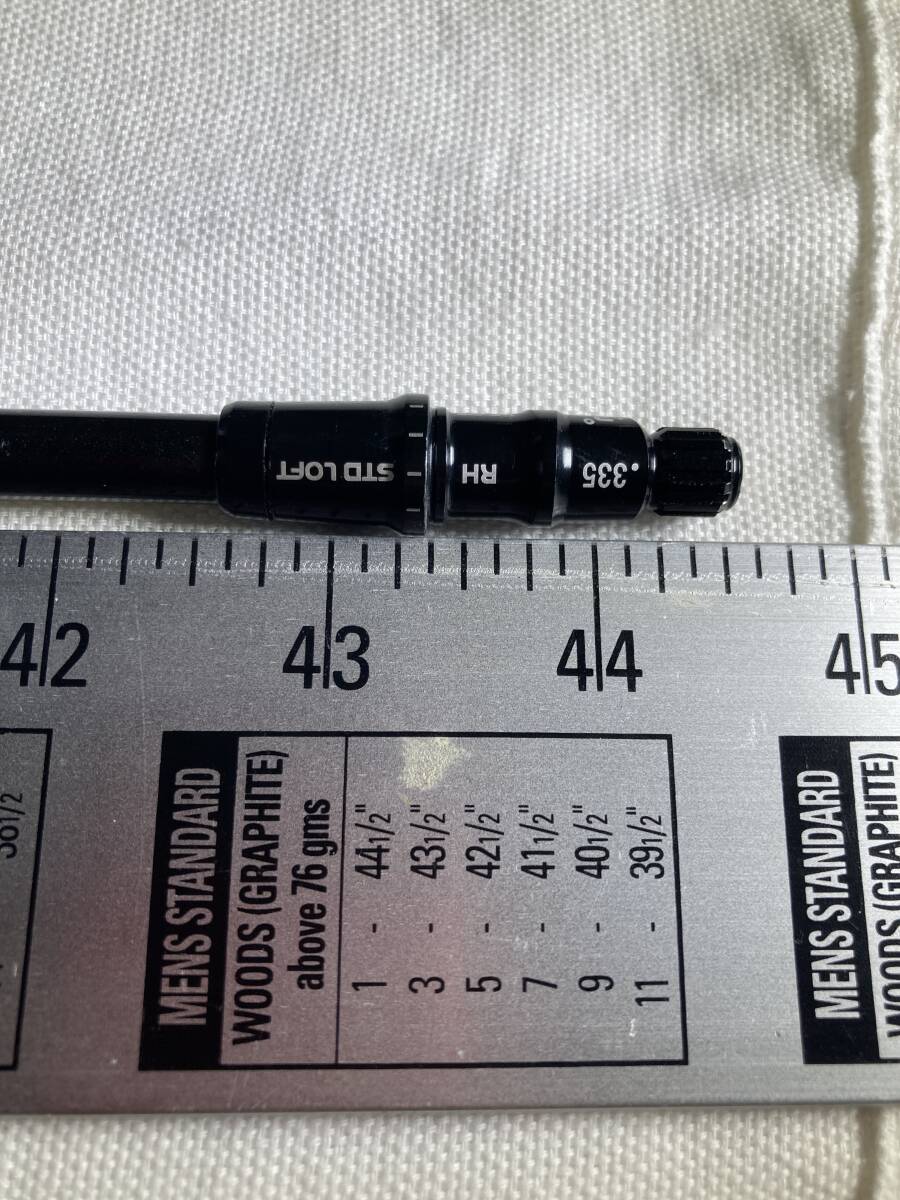 STD LOFT
RH
.335
42
43
44
45
MENS STANDARD
WOODS (GRAPHITE)
above 76 gms
1 - 44 1/2"
3 - 43 1/2"
5 - 42 1/2"
7 - 41 1/2"
9 - 40 1/2"
11 - 39 1/2"
MENS STANDARD
WOODS (GRAPHITE)